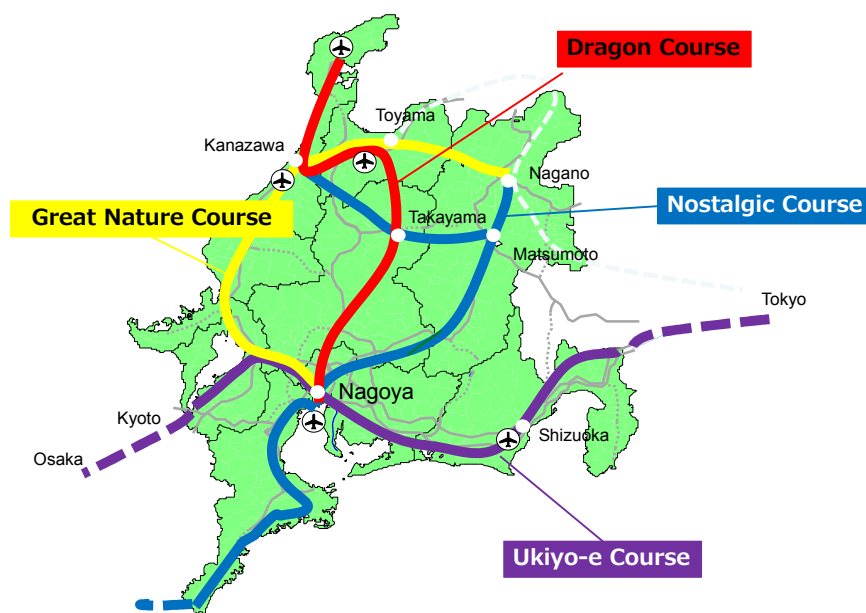 Dragon Course
Toyama
Kanazawa
Nagano
Great Nature Course
Takayama
Nostalgic Course
Matsumoto
Tokyo
Nagoya
Kyoto
Shizuoka
Osaka
Ukiyo-e Course